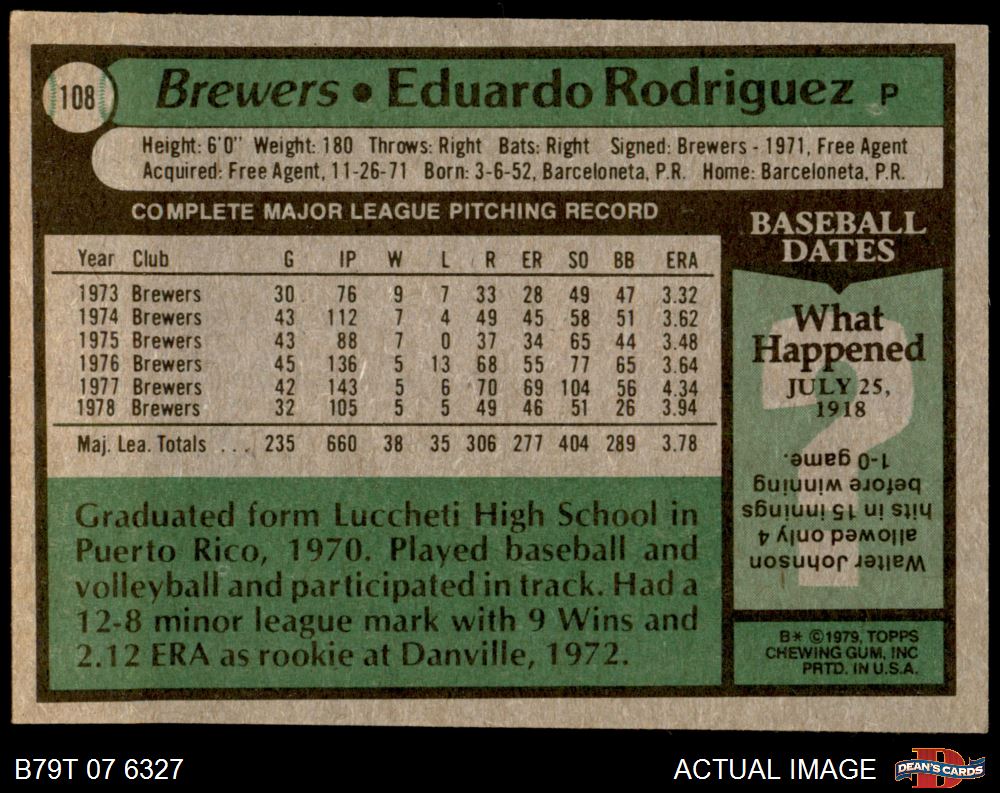 108 Brewers • Eduardo Rodriguez P
Height: 6'0" Weight: 180 Throws: Right Bats: Right Signed: Brewers - 1971, Free Agent
Acquired: Free Agent, 11-26-71 Born: 3-6-52, Barceloneta, P.R. Home: Barceloneta, P.R.
COMPLETE MAJOR LEAGUE PITCHING RECORD
Year Club G IP W L R ER SO BB ERA
1973 Brewers 30 76 9 7 33 28 49 47 3.32
1974 Brewers 43 112 7 4 49 45 58 51 3.62
1975 Brewers 43 88 7 0 37 34 65 44 3.48
1976 Brewers 45 136 5 13 68 55 77 65 3.64
1977 Brewers 42 143 5 6 70 69 104 56 4.34
1978 Brewers 32 105 5 5 49 46 51 26 3.94
Maj. Lea. Totals ... 235 660 38 35 306 277 404 289 3.78
Graduated form Luccheti High School in
Puerto Rico, 1970. Played baseball and
volleyball and participated in track. Had a
12-8 minor league mark with 9 Wins and
2.12 ERA as rookie at Danville, 1972.
BASEBALL
DATES
What
Happened
JULY 25,
1918
Walter Johnson
allowed only 4
hits in 15 innings
before winning
1-0 game.
B* ©1979, TOPPS
CHEWING GUM, INC
PRTD. IN U.S.A.
B79T 07 6327
ACTUAL IMAGE
D
DEAN'S CARDS